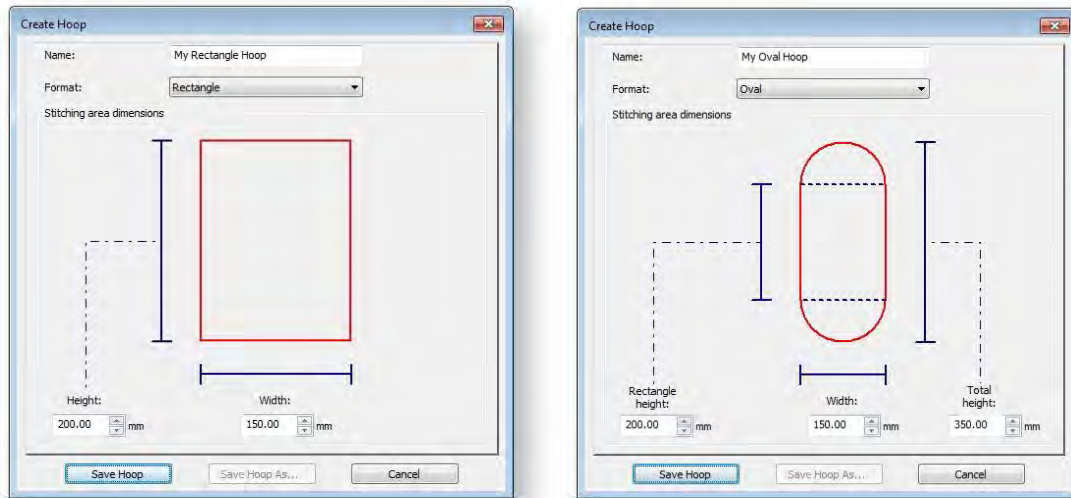 Create Hoop
Name: My Rectangle Hoop
Format: Rectangle
Stitching area dimensions
Height: Width:
200.00 mm 150.00 mm
Save Hoop Save Hoop As... Cancel
Create Hoop
Name: My Oval Hoop
Format: Oval
Stitching area dimensions
Rectangle height: Width: Total height:
200.00 mm 150.00 mm 350.00 mm
Save Hoop Save Hoop As... Cancel